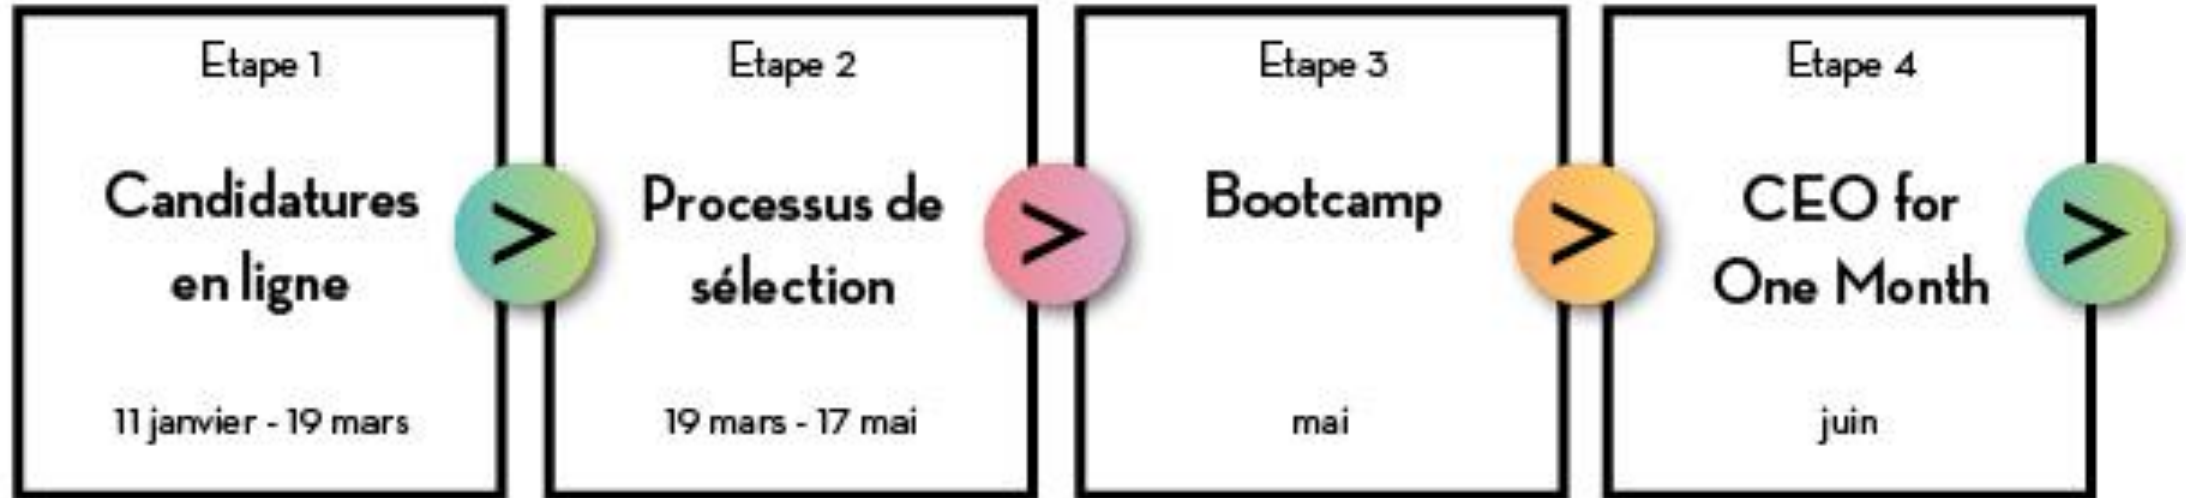 Etape 1
Candidatures
en ligne
11 janvier - 19 mars
>
Etape 2
Processus de
sélection
19 mars - 17 mai
>
Etape 3
Bootcamp
mai
>
Etape 4
CEO for
One Month
juin
>